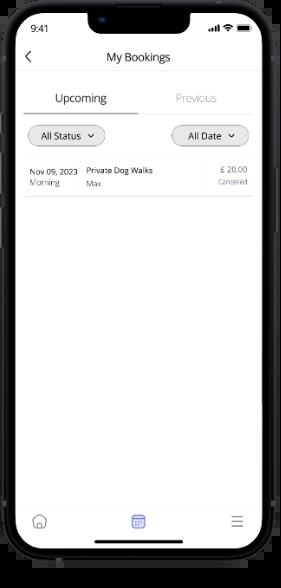 9:41
My Bookings
Upcoming Previous
All Status All Date
Nov 09, 2023 Private Dog Walks £ 20.00
Morning Max Cancelled